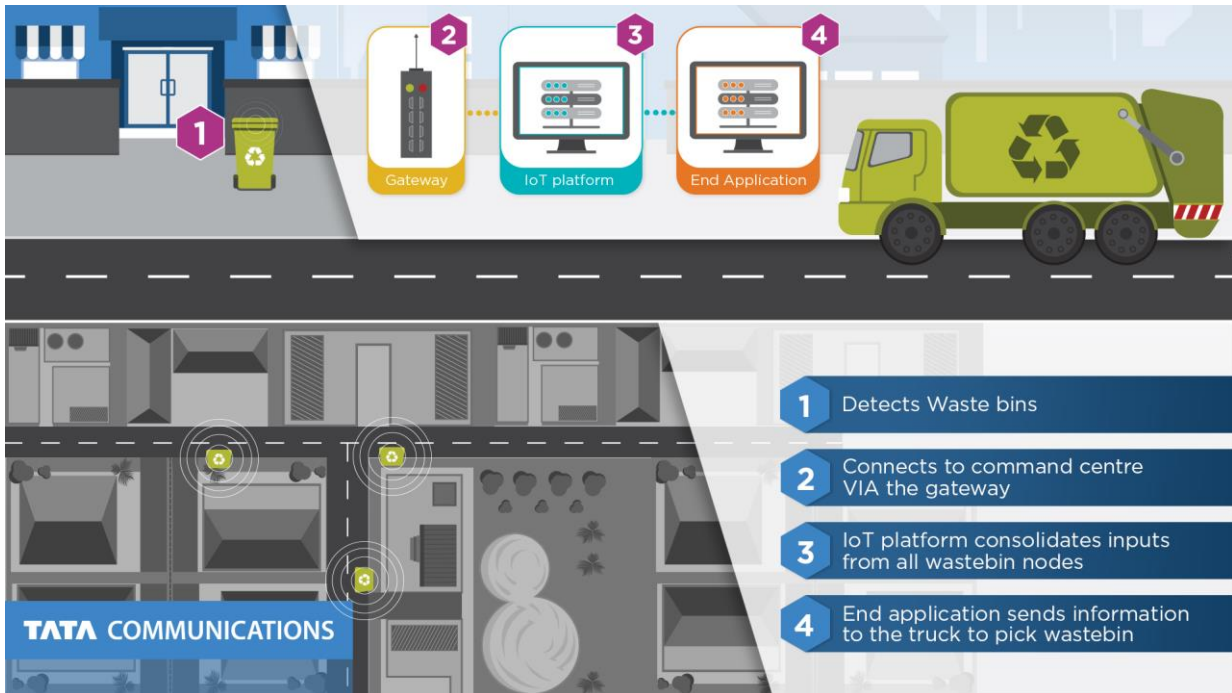 1
2
3
4
Gateway
IoT platform
End Application
1
Detects Waste bins
2
Connects to command centre
VIA the gateway
3
IoT platform consolidates inputs
from all wastebin nodes
4
End application sends information
to the truck to pick wastebin
TATA COMMUNICATIONS